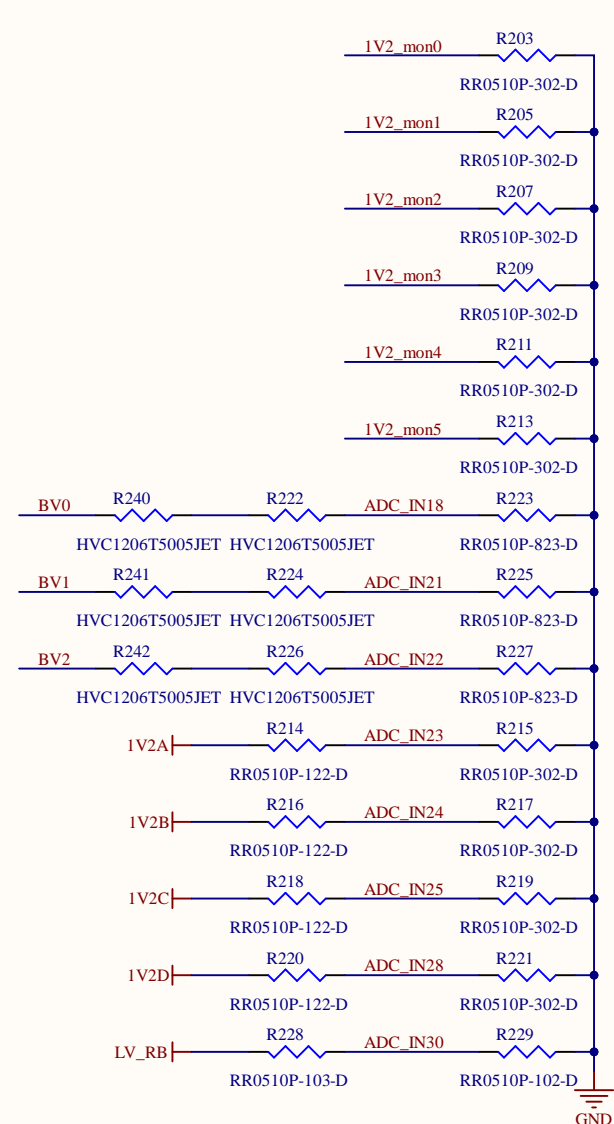 1V2_mon0 R203
RR0510P-302-D
1V2_mon1 R205
RR0510P-302-D
1V2_mon2 R207
RR0510P-302-D
1V2_mon3 R209
RR0510P-302-D
1V2_mon4 R211
RR0510P-302-D
1V2_mon5 R213
RR0510P-302-D
BV0 R240 R222 ADC_IN18 R223
HVC1206T5005JET HVC1206T5005JET RR0510P-823-D
BV1 R241 R224 ADC_IN21 R225
HVC1206T5005JET HVC1206T5005JET RR0510P-823-D
BV2 R242 R226 ADC_IN22 R227
HVC1206T5005JET HVC1206T5005JET RR0510P-823-D
1V2A R214 ADC_IN23 R215
RR0510P-122-D RR0510P-302-D
1V2B R216 ADC_IN24 R217
RR0510P-122-D RR0510P-302-D
1V2C R218 ADC_IN25 R219
RR0510P-122-D RR0510P-302-D
1V2D R220 ADC_IN28 R221
RR0510P-122-D RR0510P-302-D
LV_RB R228 ADC_IN30 R229
RR0510P-103-D RR0510P-102-D
GND